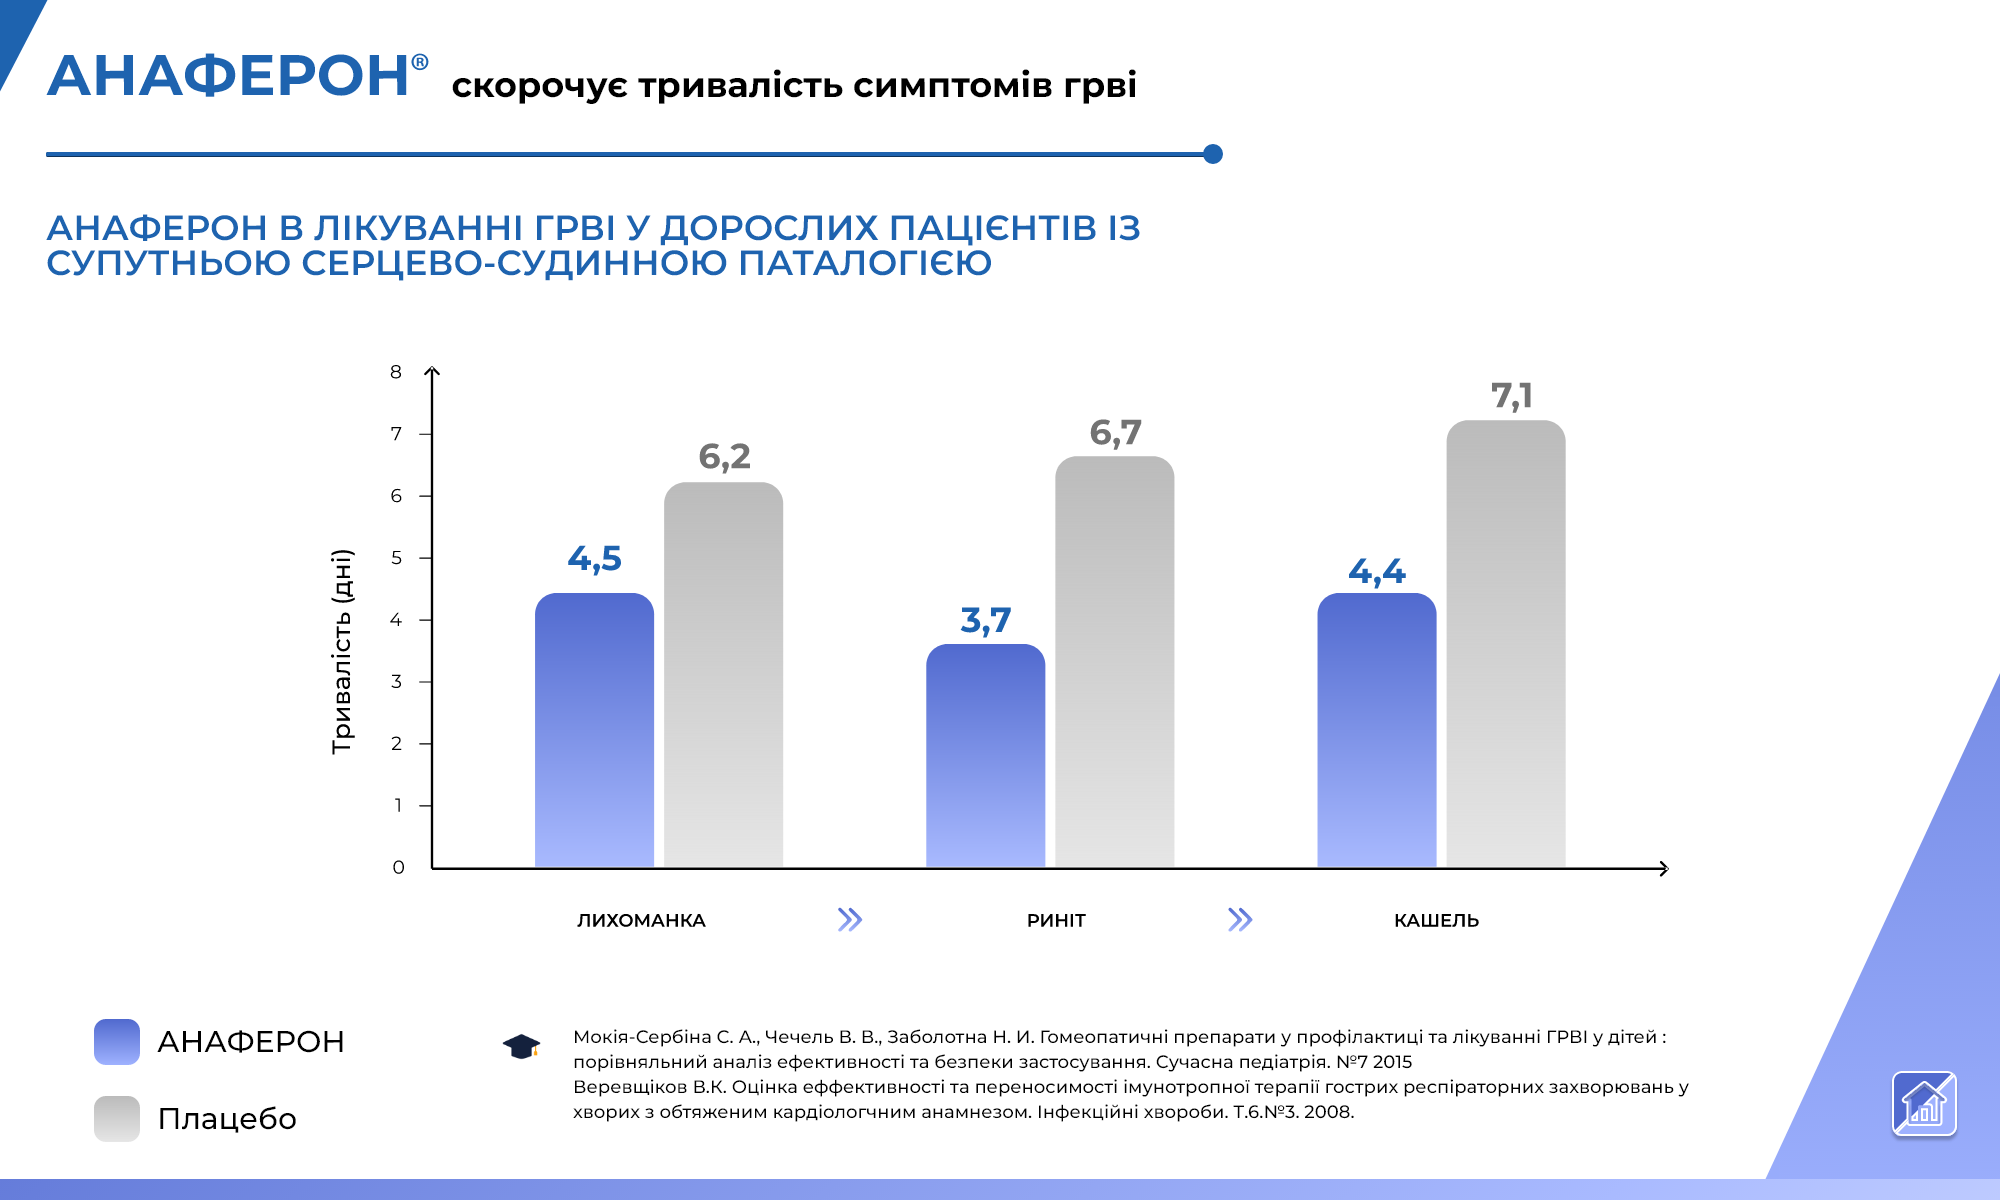 АНАФЕРОН® скорочує тривалість симптомів грві
АНАФЕРОН В ЛІКУВАННІ ГРВІ У ДОРОСЛИХ ПАЦІЄНТІВ ІЗ
СУПУТНЬОЮ СЕРЦЕВО-СУДИННОЮ ПАТАЛОГІЄЮ
Тривалість (дні)
8
7
6
5
4
3
2
1
0
4,5
6,2
3,7
6,7
4,4
7,1
ЛИХОМАНКА
РИНІТ
КАШЕЛЬ
АНАФЕРОН
Плацебо
Мокія-Сербіна С. А., Чечель В. В., Заболотна Н. И. Гомеопатичні препарати у профілактиці та лікуванні ГРВІ у дітей :
порівняльний аналіз ефективності та безпеки застосування. Сучасна педіатрія. №7 2015
Веревщіков В.К. Оцінка еффективності та переносимості імунотропної терапії гострих респіраторних захворювань у
хворих з обтяженим кардіологчним анамнезом. Інфекційні хвороби. Т.6.№3. 2008.